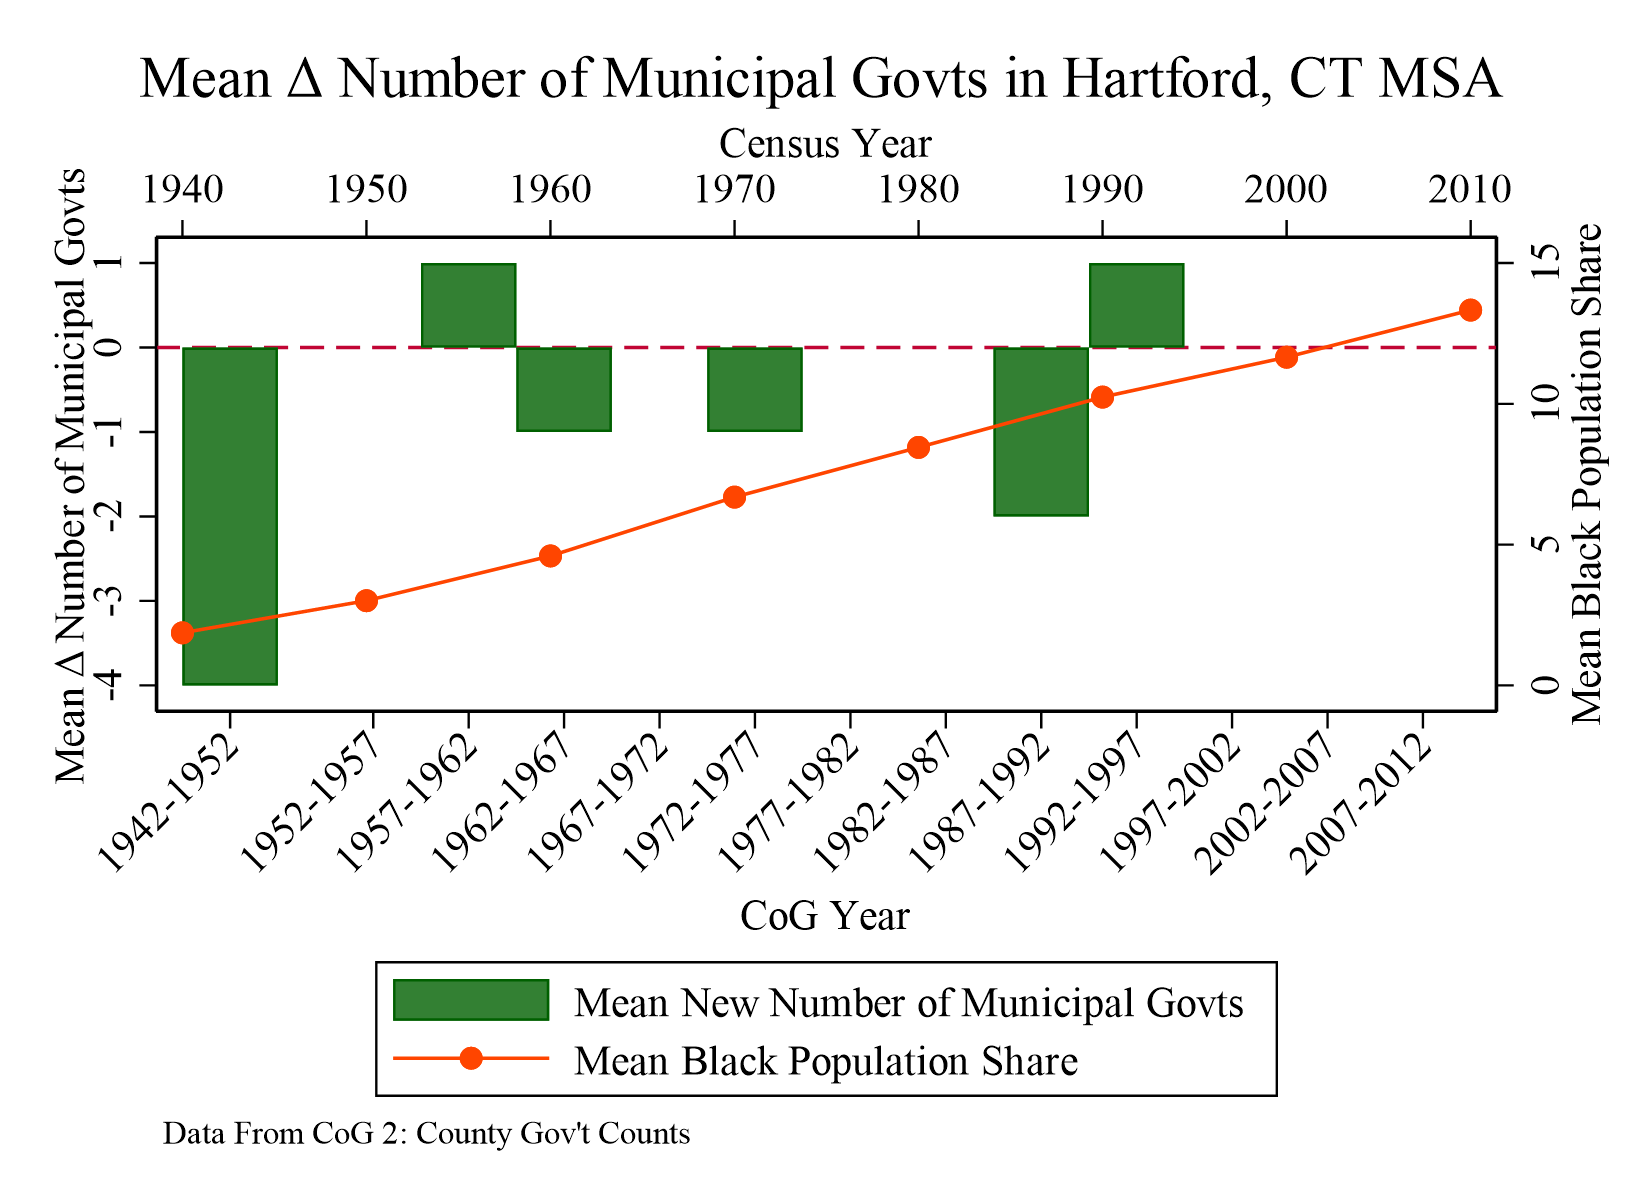 Mean Δ Number of Municipal Govts in Hartford, CT MSA
Census Year
1940 1950 1960 1970 1980 1990 2000 2010
Mean Δ Number of Municipal Govts
1
0
-1
-2
-3
-4
15
10
5
0
Mean Black Population Share
1942-1952 1952-1957 1957-1962 1962-1967 1967-1972 1972-1977 1977-1982 1982-1987 1987-1992 1992-1997 1997-2002 2002-2007 2007-2012
CoG Year
Mean New Number of Municipal Govts
Mean Black Population Share
Data From CoG 2: County Gov't Counts